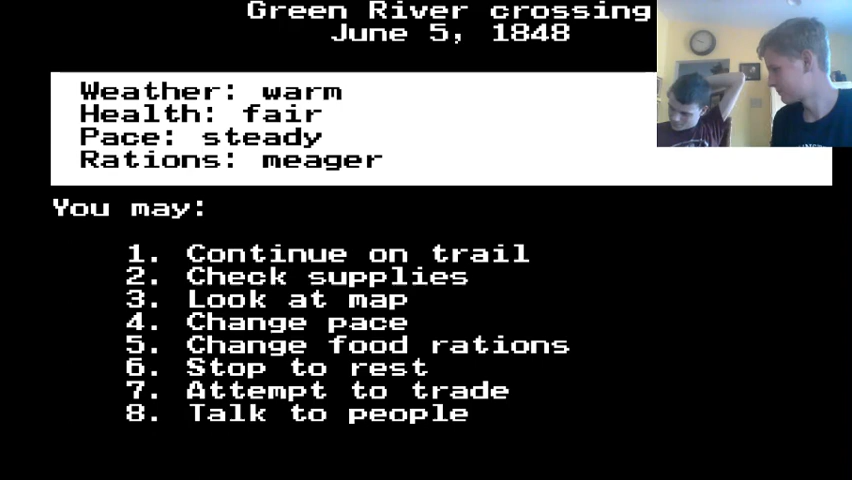 Green River crossing
June 5, 1848
Weather: warm
Health: fair
Pace: steady
Rations: meager
You may:
1. Continue on trail
2. Check supplies
3. Look at map
4. Change pace
5. Change food rations
6. Stop to rest
7. Attempt to trade
8. Talk to people